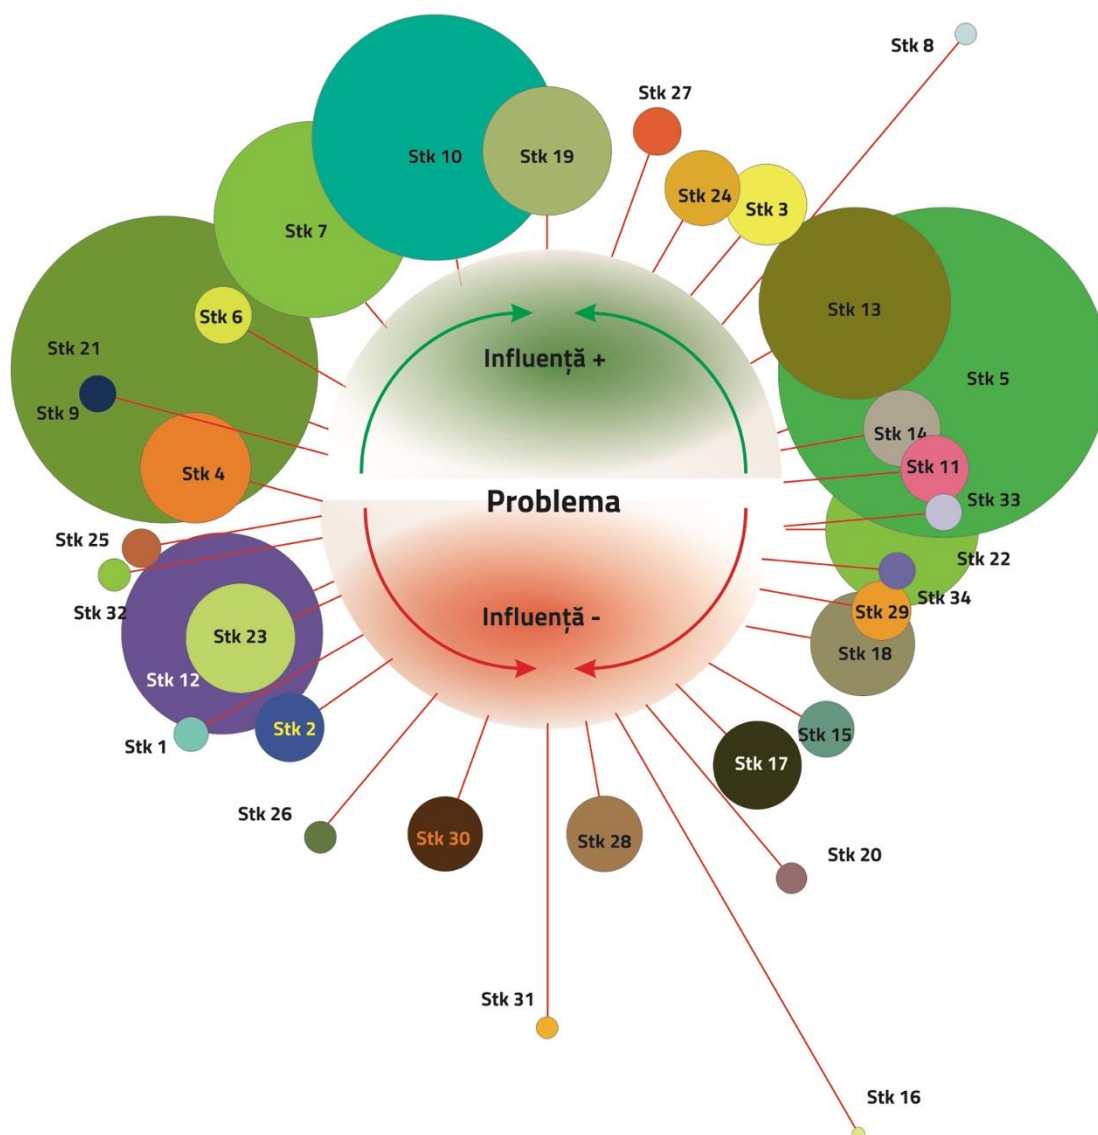 Stk 8
Stk 27
Stk 10
Stk 19
Stk 24
Stk 3
Stk 7
Stk 13
Stk 6
Stk 21
Influență +
Stk 5
Stk 9
Stk 14
Stk 4
Stk 11
Problema
Stk 33
Stk 25
Stk 22
Stk 32
Stk 34
Influență -
Stk 29
Stk 23
Stk 18
Stk 12
Stk 2
Stk 15
Stk 1
Stk 17
Stk 26
Stk 30
Stk 28
Stk 20
Stk 31
Stk 16